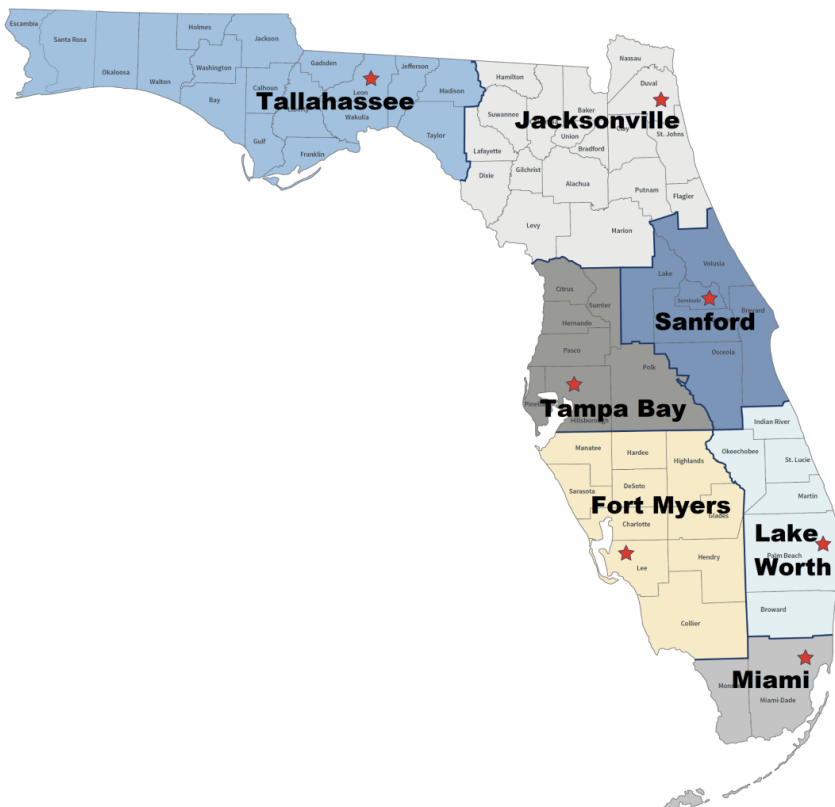 Escambia
Santa Rosa
Okaloosa
Walton
Holmes
Washington
Bay
Jackson
Calhoun
Gulf
Gadsden
Leon
Wakulla
Franklin
Jefferson
Madison
Taylor
Tallahassee
Hamilton
Suwannee
Lafayette
Dixie
Baker
Union
Bradford
Gilchrist
Alachua
Levy
Marion
Nassau
Duval
St. Johns
Putnam
Flagler
Jacksonville
Lake
Volusia
Seminole
Brevard
Osceola
Sanford
Citrus
Sumter
Hernando
Pasco
Polk
Hillsborough
Tampa Bay
Manatee
Hardee
Highlands
Sarasota
DeSoto
Charlotte
Glades
Lee
Hendry
Collier
Fort Myers
Indian River
Okeechobee
St. Lucie
Martin
Palm Beach
Broward
Lake
Worth
Miami-Dade
Miami